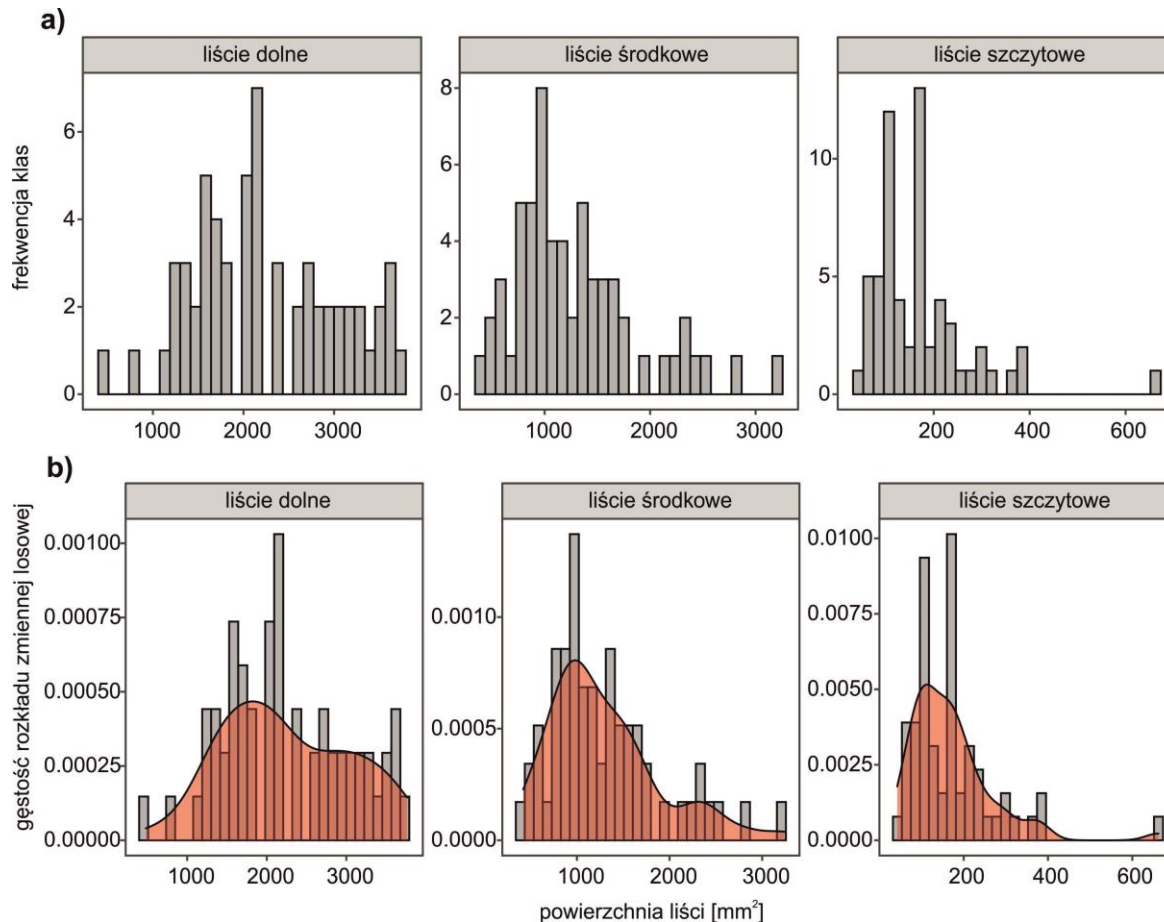 a)
liście dolne
liście środkowe
liście szczytowe
frekwencja klas
6
4
2
0
8
6
4
2
0
10
5
0
1000 2000 3000
1000 2000 3000
200 400 600
b)
liście dolne
liście środkowe
liście szczytowe
gęstość rozkładu zmiennej losowej
0.00100
0.00075
0.00050
0.00025
0.00000
0.0010
0.0005
0.0000
0.0100
0.0075
0.0050
0.0025
0.0000
1000 2000 3000
1000 2000 3000
200 400 600
powierzchnia liści [mm²]